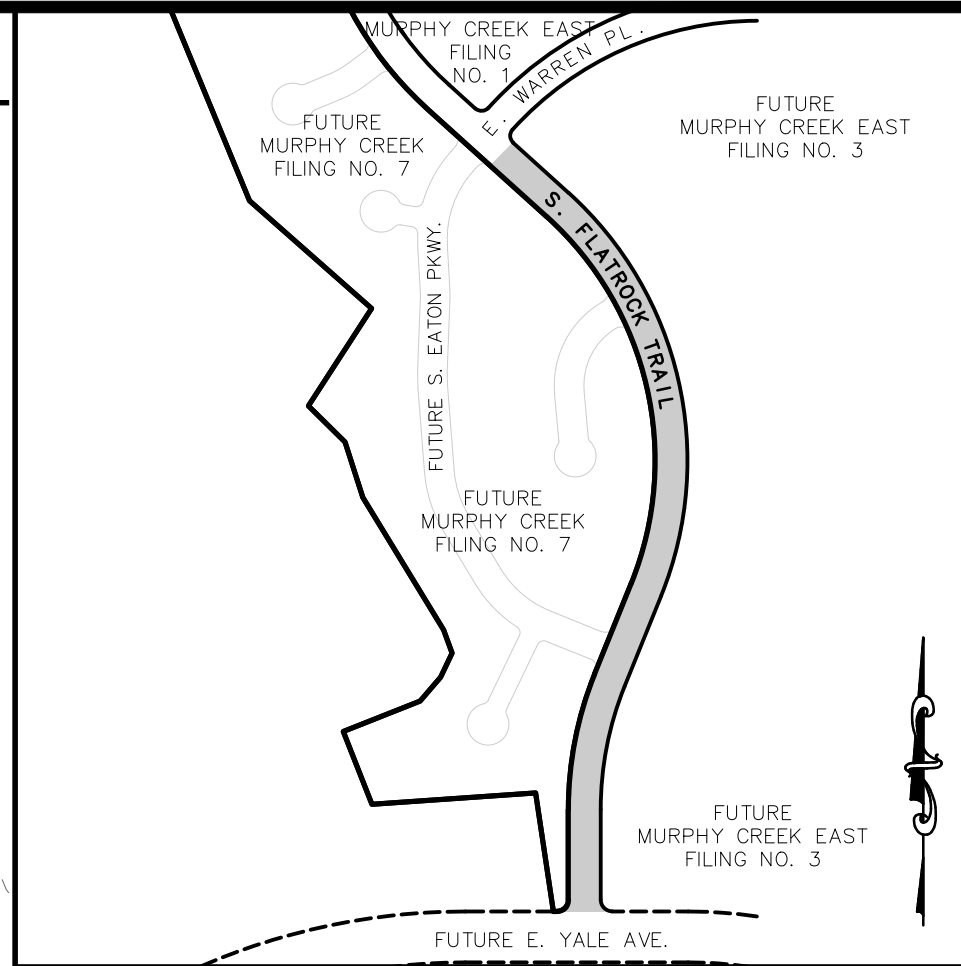 MURPHY CREEK EAST
FILING
NO. 1
E. WARREN PL.
FUTURE
MURPHY CREEK EAST
FILING NO. 3
FUTURE
MURPHY CREEK
FILING NO. 7
S. FLATROCK TRAIL
FUTURE S. EATON PKWY.
FUTURE
MURPHY CREEK
FILING NO. 7
FUTURE
MURPHY CREEK EAST
FILING NO. 3
FUTURE E. YALE AVE.